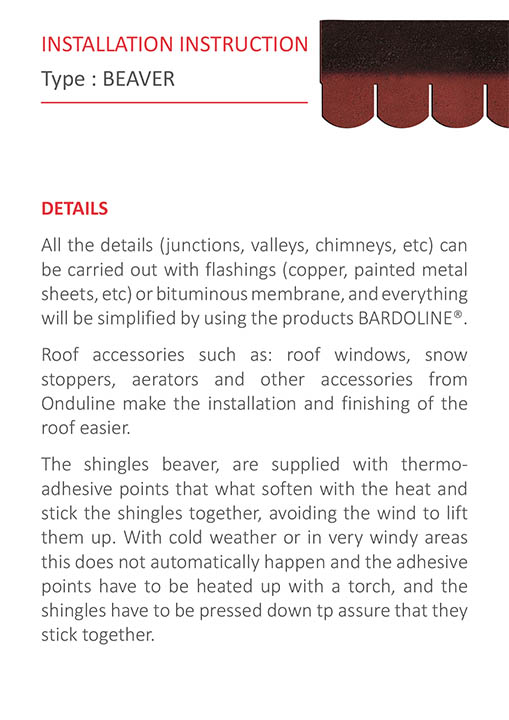 INSTALLATION INSTRUCTION
Type : BEAVER
DETAILS
All the details (junctions, valleys, chimneys, etc) can
be carried out with flashings (copper, painted metal
sheets, etc) or bituminous membrane, and everything
will be simplified by using the products BARDOLINE®.
Roof accessories such as: roof windows, snow
stoppers, aerators and other accessories from
Onduline make the installation and finishing of the
roof easier.
The shingles beaver, are supplied with thermo-
adhesive points that what soften with the heat and
stick the shingles together, avoiding the wind to lift
them up. With cold weather or in very windy areas
this does not automatically happen and the adhesive
points have to be heated up with a torch, and the
shingles have to be pressed down tp assure that they
stick together.